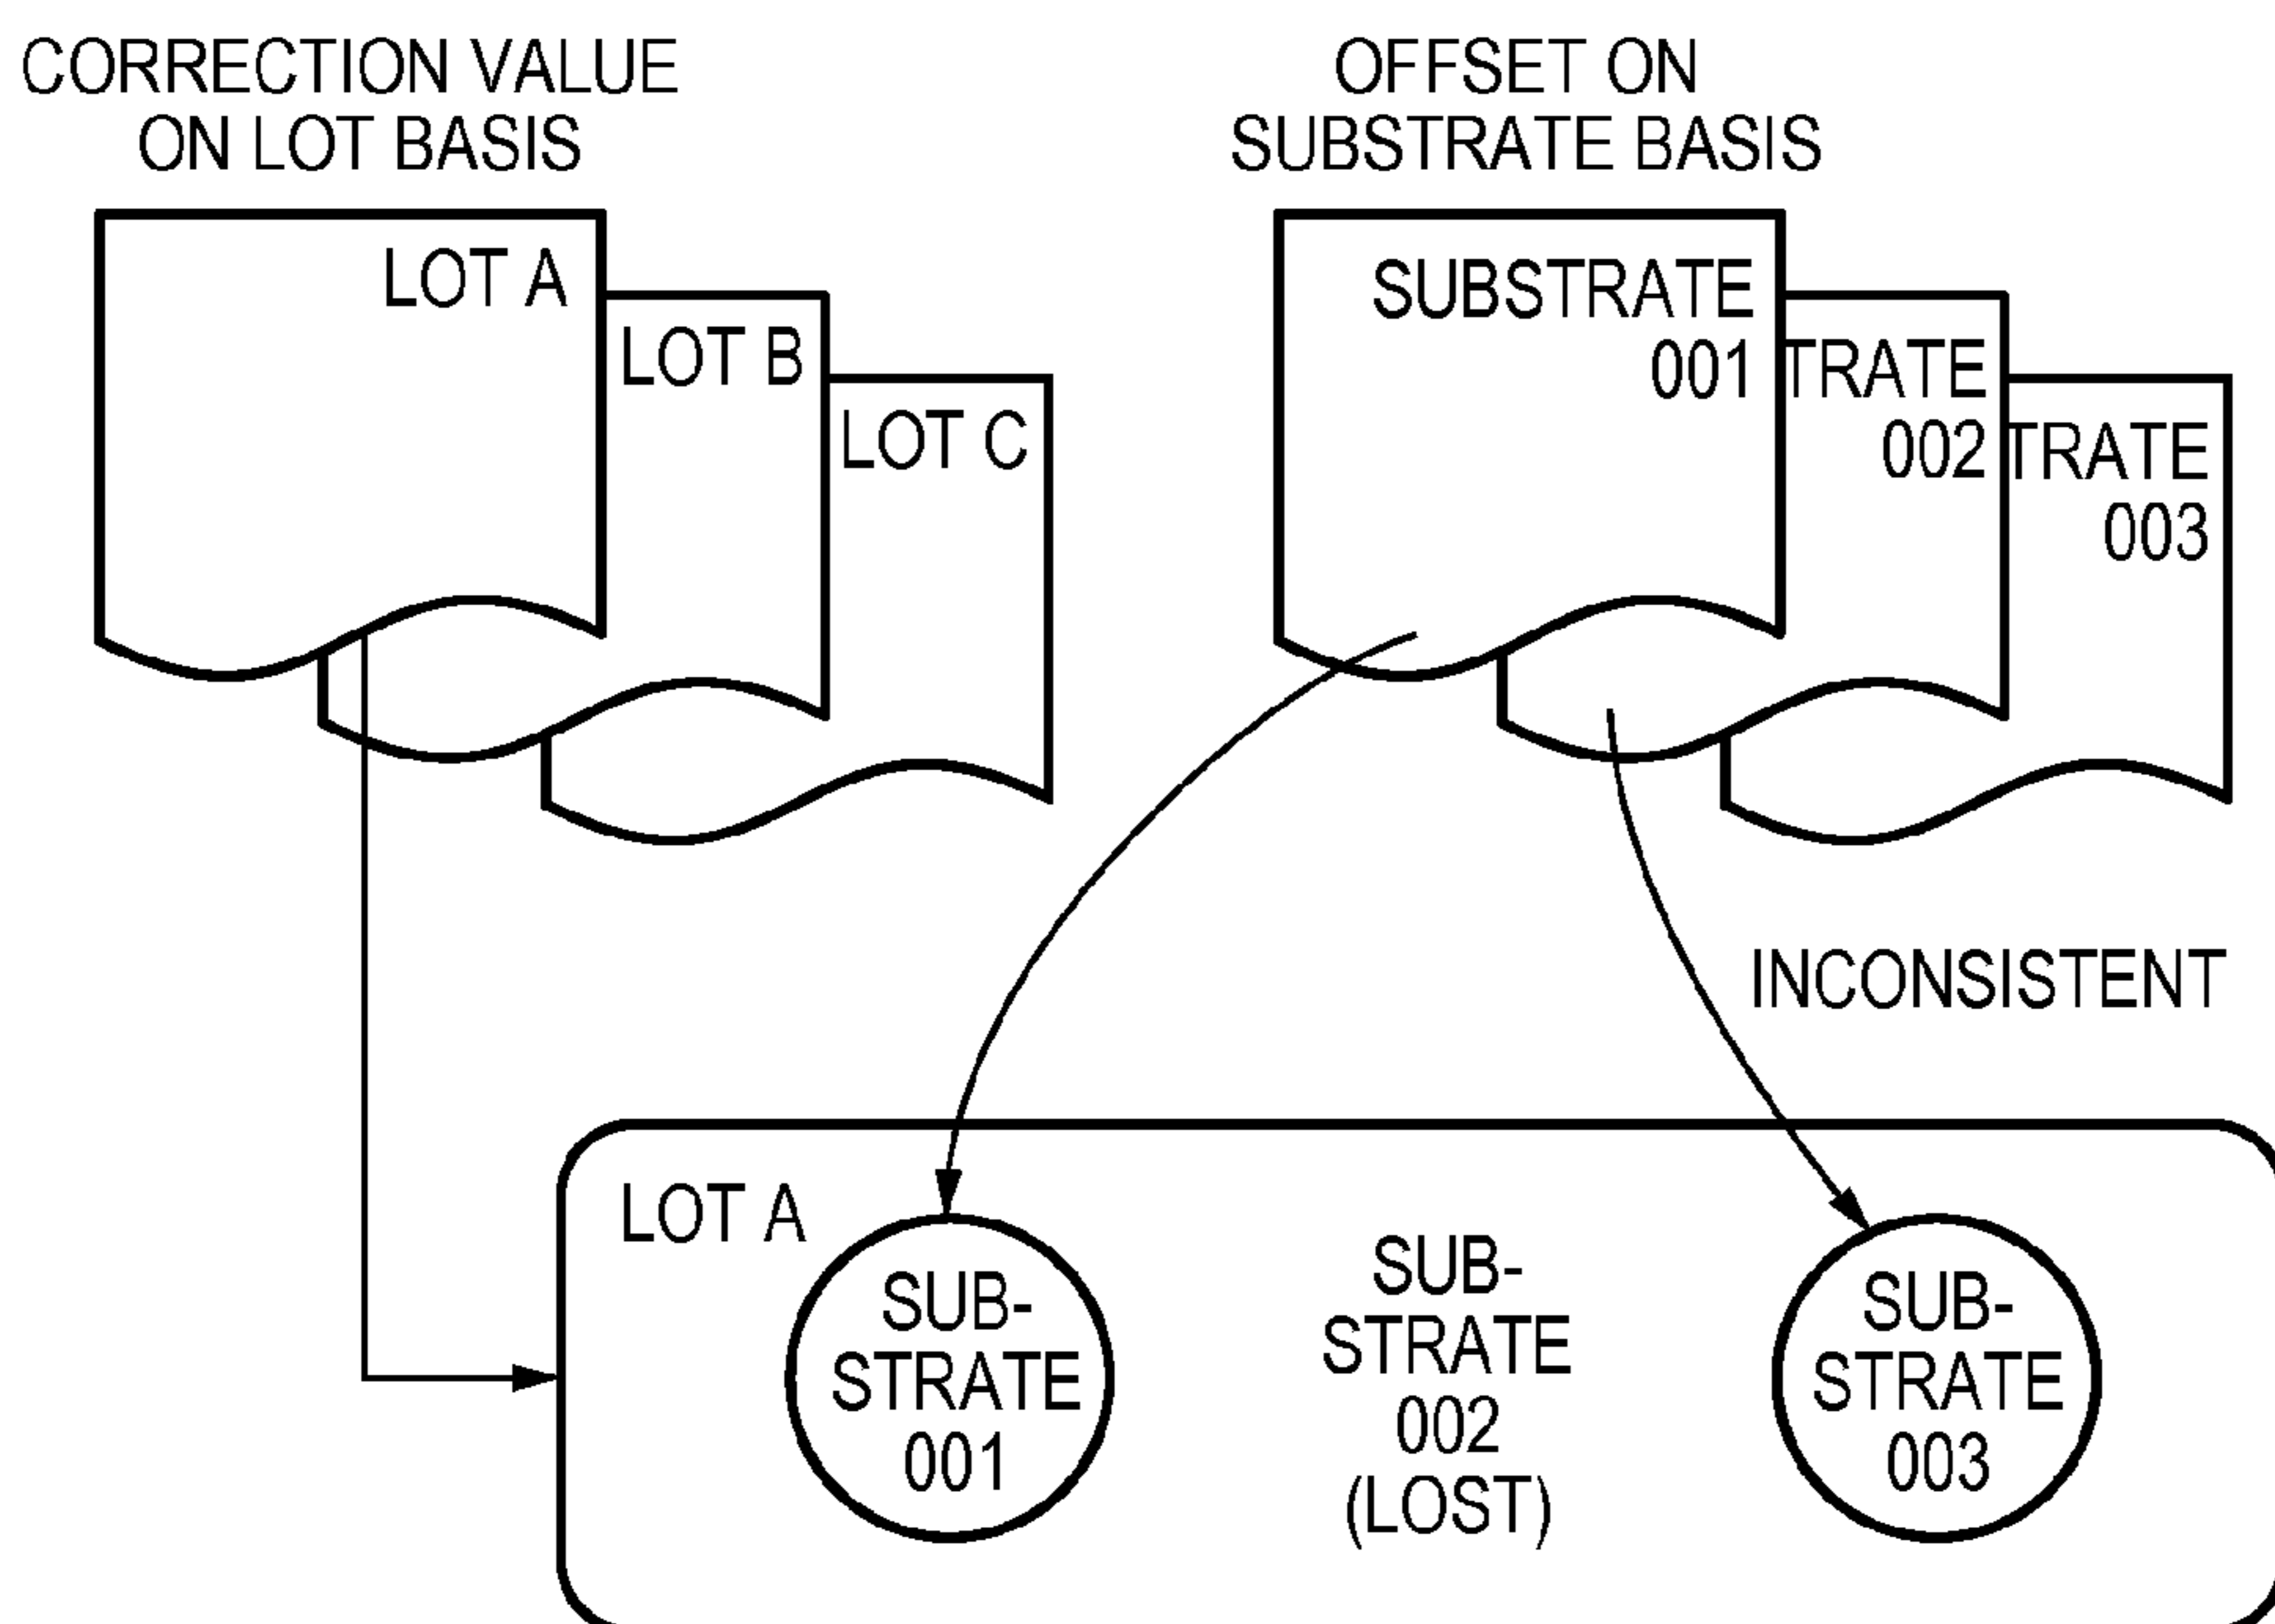 CORRECTION VALUE
ON LOT BASIS
LOT A
LOT B
LOT C
OFFSET ON
SUBSTRATE BASIS
SUBSTRATE
001
TRATE
002
TRATE
003
INCONSISTENT
LOT A
SUB-
STRATE
001
SUB-
STRATE
002
(LOST)
SUB-
STRATE
003